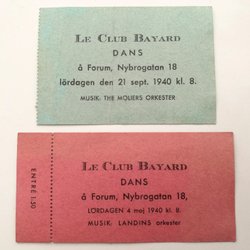 LE CLUB BAYARD
DANS
å Forum, Nybrogatan 18
lördagen den 21 sept. 1940 kl. 8.
MUSIK: THE MOLIERS ORKESTER
ENTRÉ 1:50
LE CLUB BAYARD
DANS
å Forum, Nybrogatan 18,
LÖRDAGEN 4 maj 1940 kl. 8.
MUSIK: LANDINS orkester